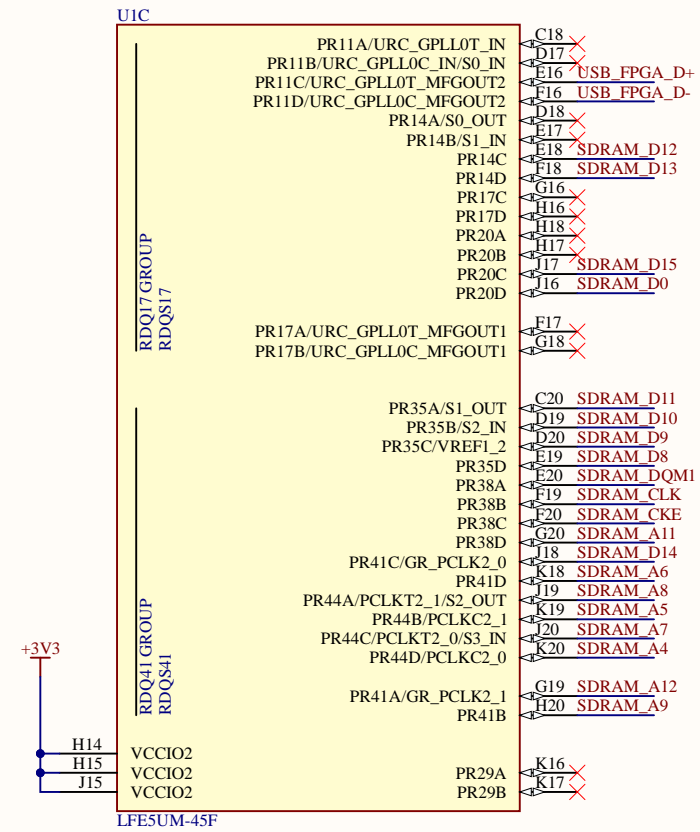 U1C
PR11A/URC_GPLL0T_IN C18
PR11B/URC_GPLL0C_IN/S0_IN D17
PR11C/URC_GPLL0T_MFGOUT2 E16 USB_FPGA_D+
PR11D/URC_GPLL0C_MFGOUT2 F16 USB_FPGA_D-
PR14A/S0_OUT D18
PR14B/S1_IN E17
PR14C E18 SDRAM_D12
PR14D F18 SDRAM_D13
PR17C G16
PR17D H16
PR20A H18
PR20B H17
PR20C J17 SDRAM_D15
PR20D J16 SDRAM_D0
RDQ17 GROUP
RDQS17
PR17A/URC_GPLL0T_MFGOUT1 F17
PR17B/URC_GPLL0C_MFGOUT1 G18
PR35A/S1_OUT C20 SDRAM_D11
PR35B/S2_IN D19 SDRAM_D10
PR35C/VREF1_2 D20 SDRAM_D9
PR35D E19 SDRAM_D8
PR38A E20 SDRAM_DQM1
PR38B F19 SDRAM_CLK
PR38C F20 SDRAM_CKE
PR38D G20 SDRAM_A11
PR41C/GR_PCLK2_0 J18 SDRAM_D14
PR41D K18 SDRAM_A6
PR44A/PCLKT2_1/S2_OUT J19 SDRAM_A8
PR44B/PCLKC2_1 K19 SDRAM_A5
PR44C/PCLKT2_0/S3_IN J20 SDRAM_A7
PR44D/PCLKC2_0 K20 SDRAM_A4
RDQ41 GROUP
RDQS41
PR41A/GR_PCLK2_1 G19 SDRAM_A12
PR41B H20 SDRAM_A9
+3V3
H14 VCCIO2
H15 VCCIO2
J15 VCCIO2
PR29A K16
PR29B K17
LFE5UM-45F